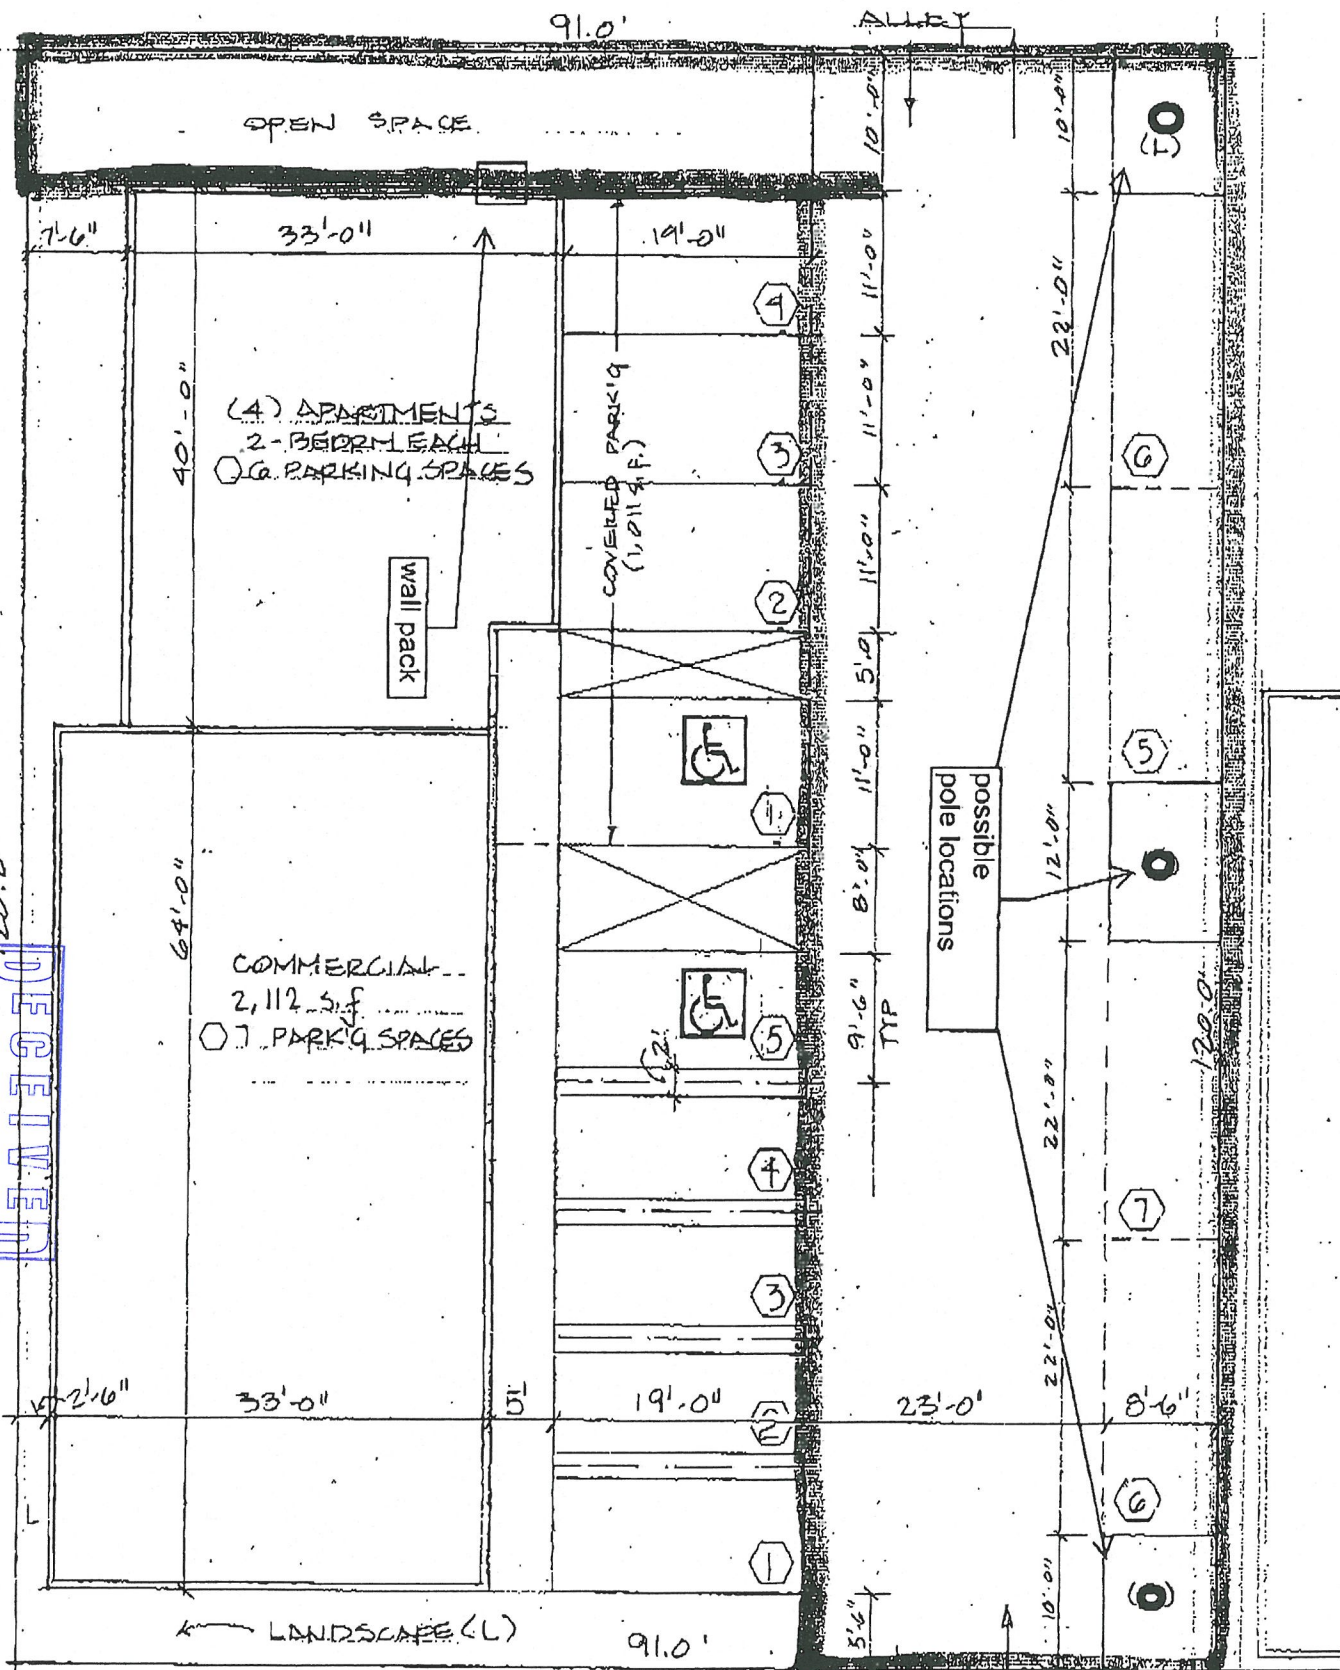 91.0'
ALLEY
OPEN SPACE
10'-0"
10'-0"
(L)
7'-6"
33'-0"
19'-0"
11'-0"
22'-0"
4
40'-0"
(4) APARTMENTS
2-BEDRM EACH
6 PARKING SPACES
COVERED PARK'G
(1,011 s.f.)
11'-0"
3
6
wall pack
11'-0"
2
5'-0
11'-0"
1
5
possible
pole locations
12'-0"
8'-0"
64'-0"
COMMERCIAL
2,112 s.f
7 PARK'G SPACES
9'-6"
TYP
5
2'
120.0'
RECEIVED
22'-0"
4
7
3
22'-0"
2'-6"
33'-0"
5'
19'-0"
23'-0"
8'-6"
2
6
L
1
10'-0"
5'-6"
LANDSCAPE (L)
91.0'